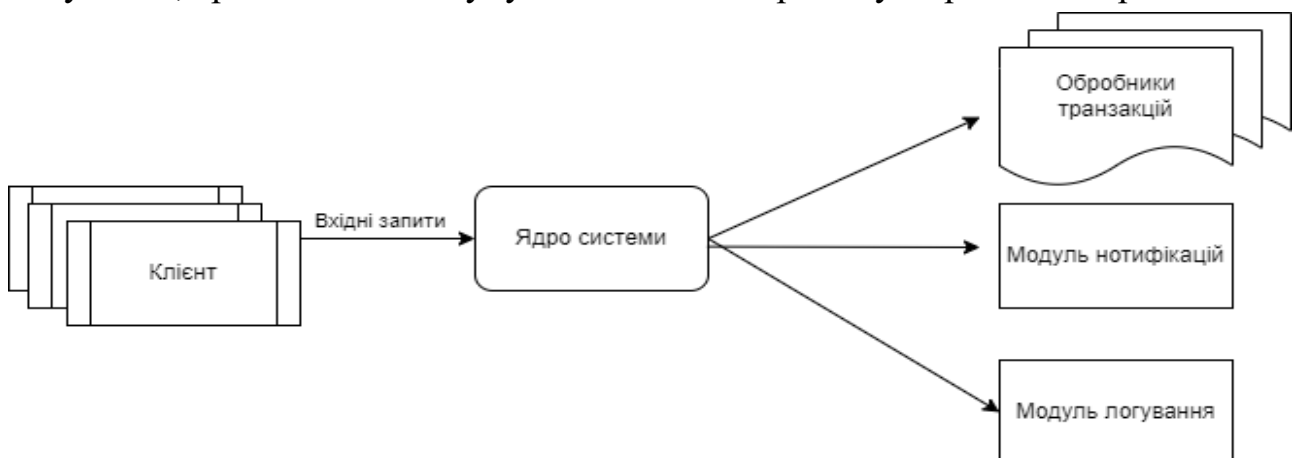 Обробники
транзакцій
Вхідні запити
Ядро системи
Клієнт
Модуль нотифікацій
Модуль логування